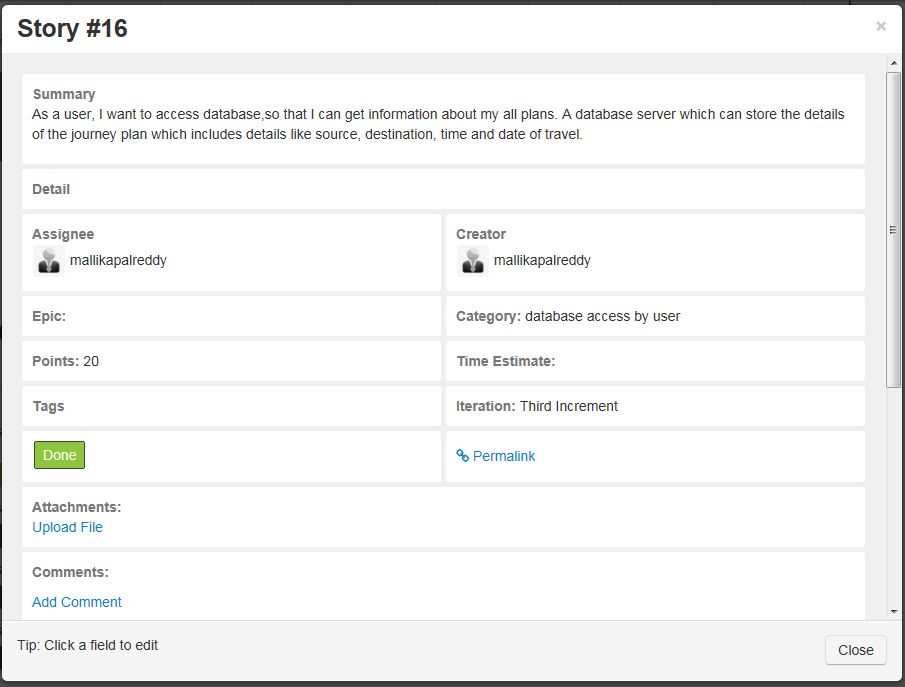 Story #16
×
Summary
As a user, I want to access database,so that I can get information about my all plans. A database server which can store the details
of the journey plan which includes details like source, destination, time and date of travel.
Detail
Assignee
mallikapalreddy
Creator
mallikapalreddy
Epic:
Category: database access by user
Points: 20
Time Estimate:
Tags
Iteration: Third Increment
Done
Permalink
Attachments:
Upload File
Comments:
Add Comment
Tip: Click a field to edit
Close